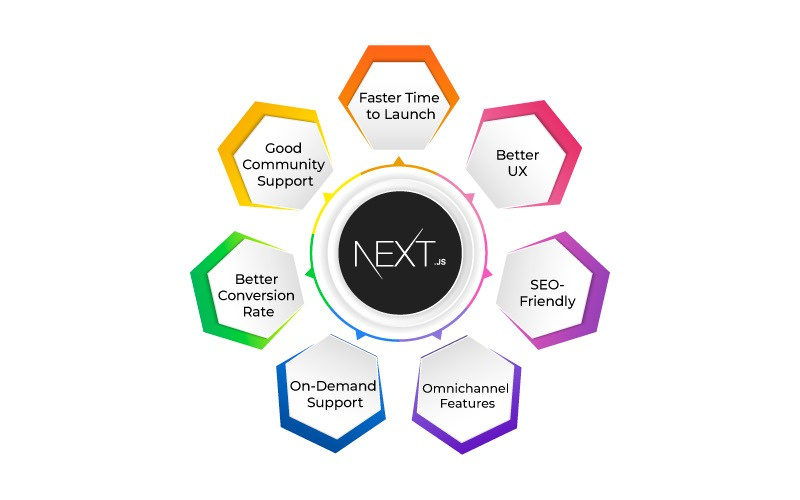 Faster Time
to Launch
Better
UX
SEO-
Friendly
Omnichannel
Features
On-Demand
Support
Better
Conversion
Rate
Good
Community
Support
NEXT.JS